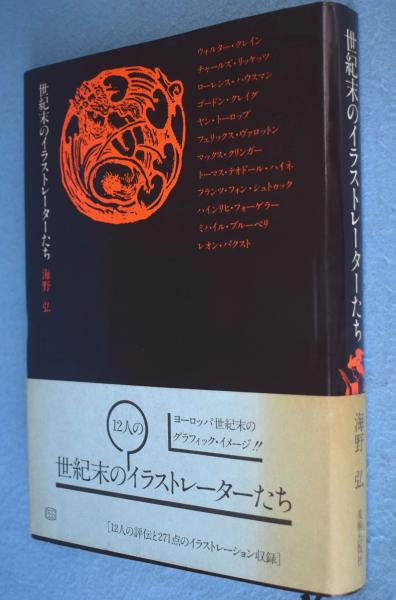 世紀末のイラストレーターたち
海野 弘
ウォルター・クレイン
チャールズ・リッケッツ
ローレンス・ハウスマン
ゴードン・クレイグ
ヤン・トーロップ
フェリックス・ヴァロットン
マックス・クリンガー
トーマス・テオドール・ハイネ
フランツ・フォン・シュトゥック
ハインリヒ・フォーゲラー
ミハイル・ブルーベリ
レオン・バクスト
12人の
世紀末のイラストレーターたち
ヨーロッパ世紀末の
グラフィック・イメージ!!
[12人の評伝と271点のイラストレーション収録]
世紀末のイラストレーターたち
海野 弘
美術出版社